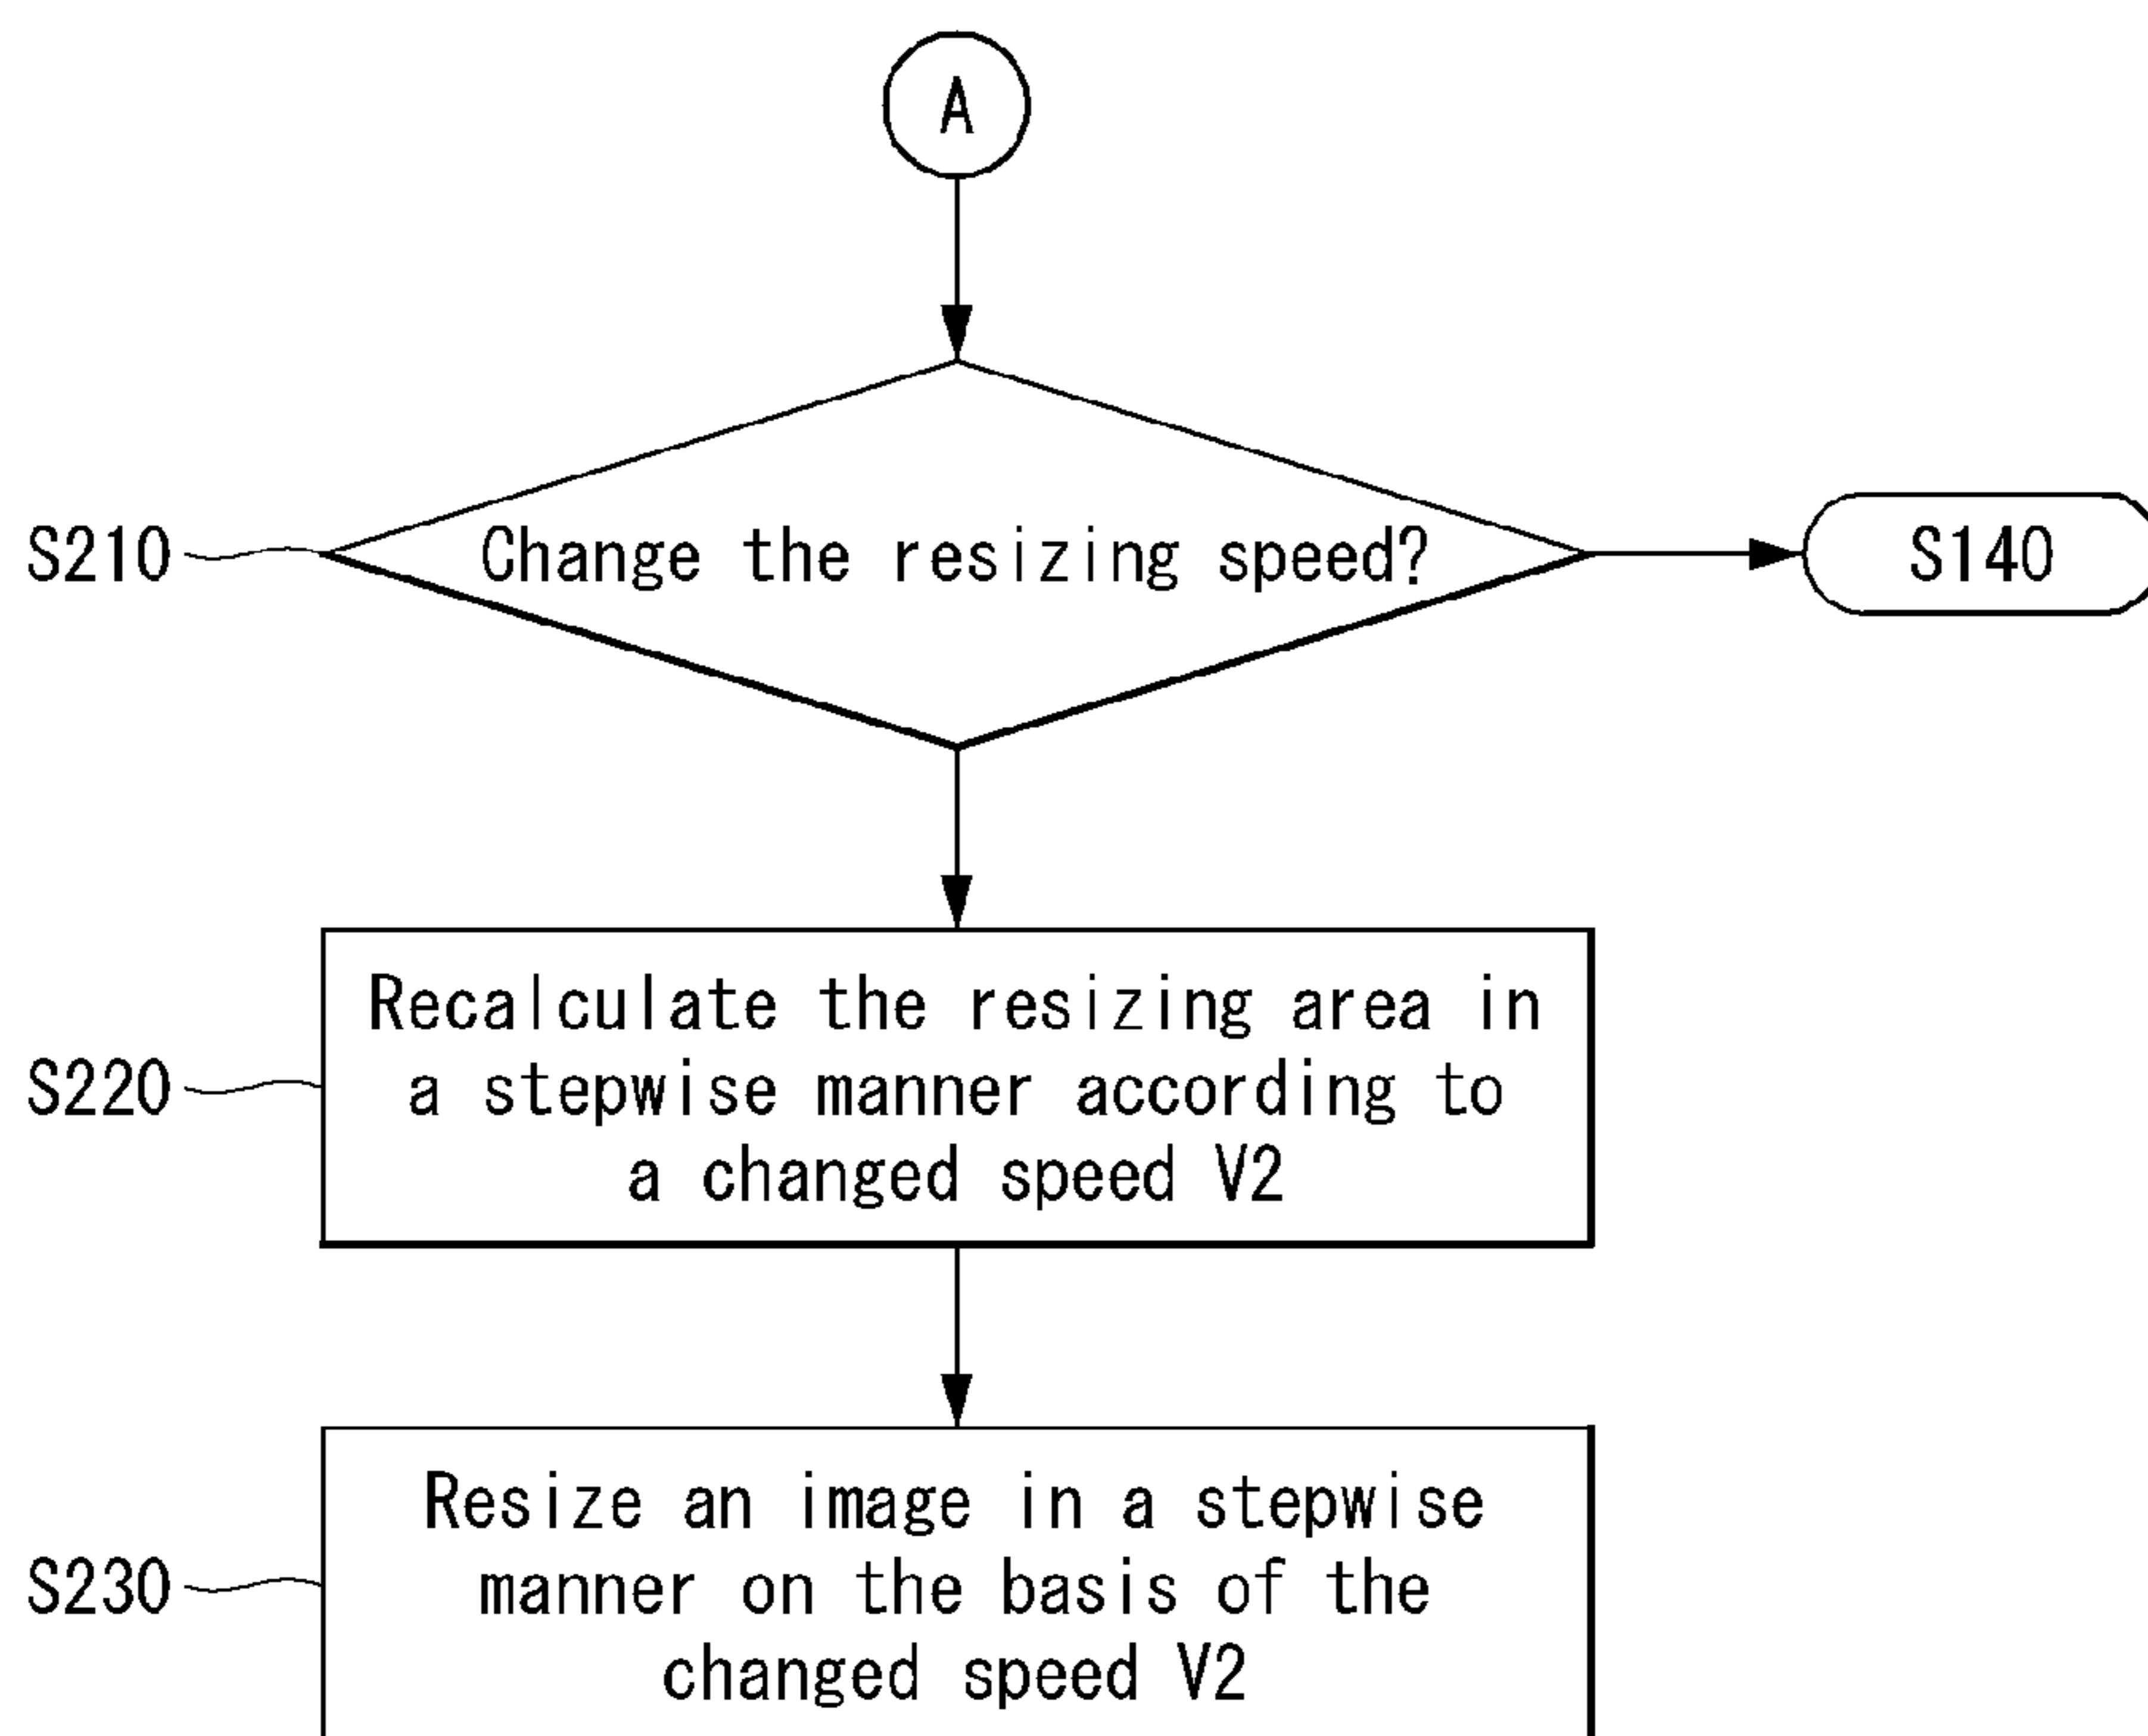 A
S210
Change the resizing speed?
S140
S220
Recalculate the resizing area in
a stepwise manner according to
a changed speed V2
S230
Resize an image in a stepwise
manner on the basis of the
changed speed V2